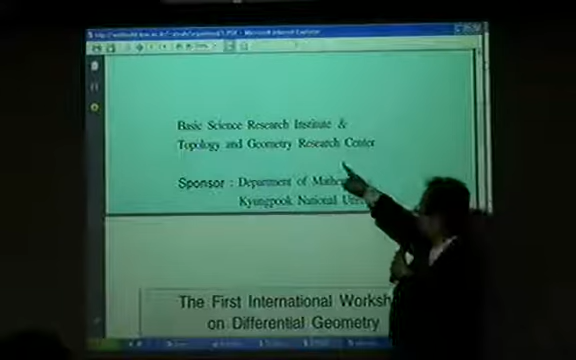 Basic Science Research Institute &
Topology and Geometry Research Center
Sponsor : Department of Mathe
Kyungpook National
The First International Worksh
on Differential Geometry